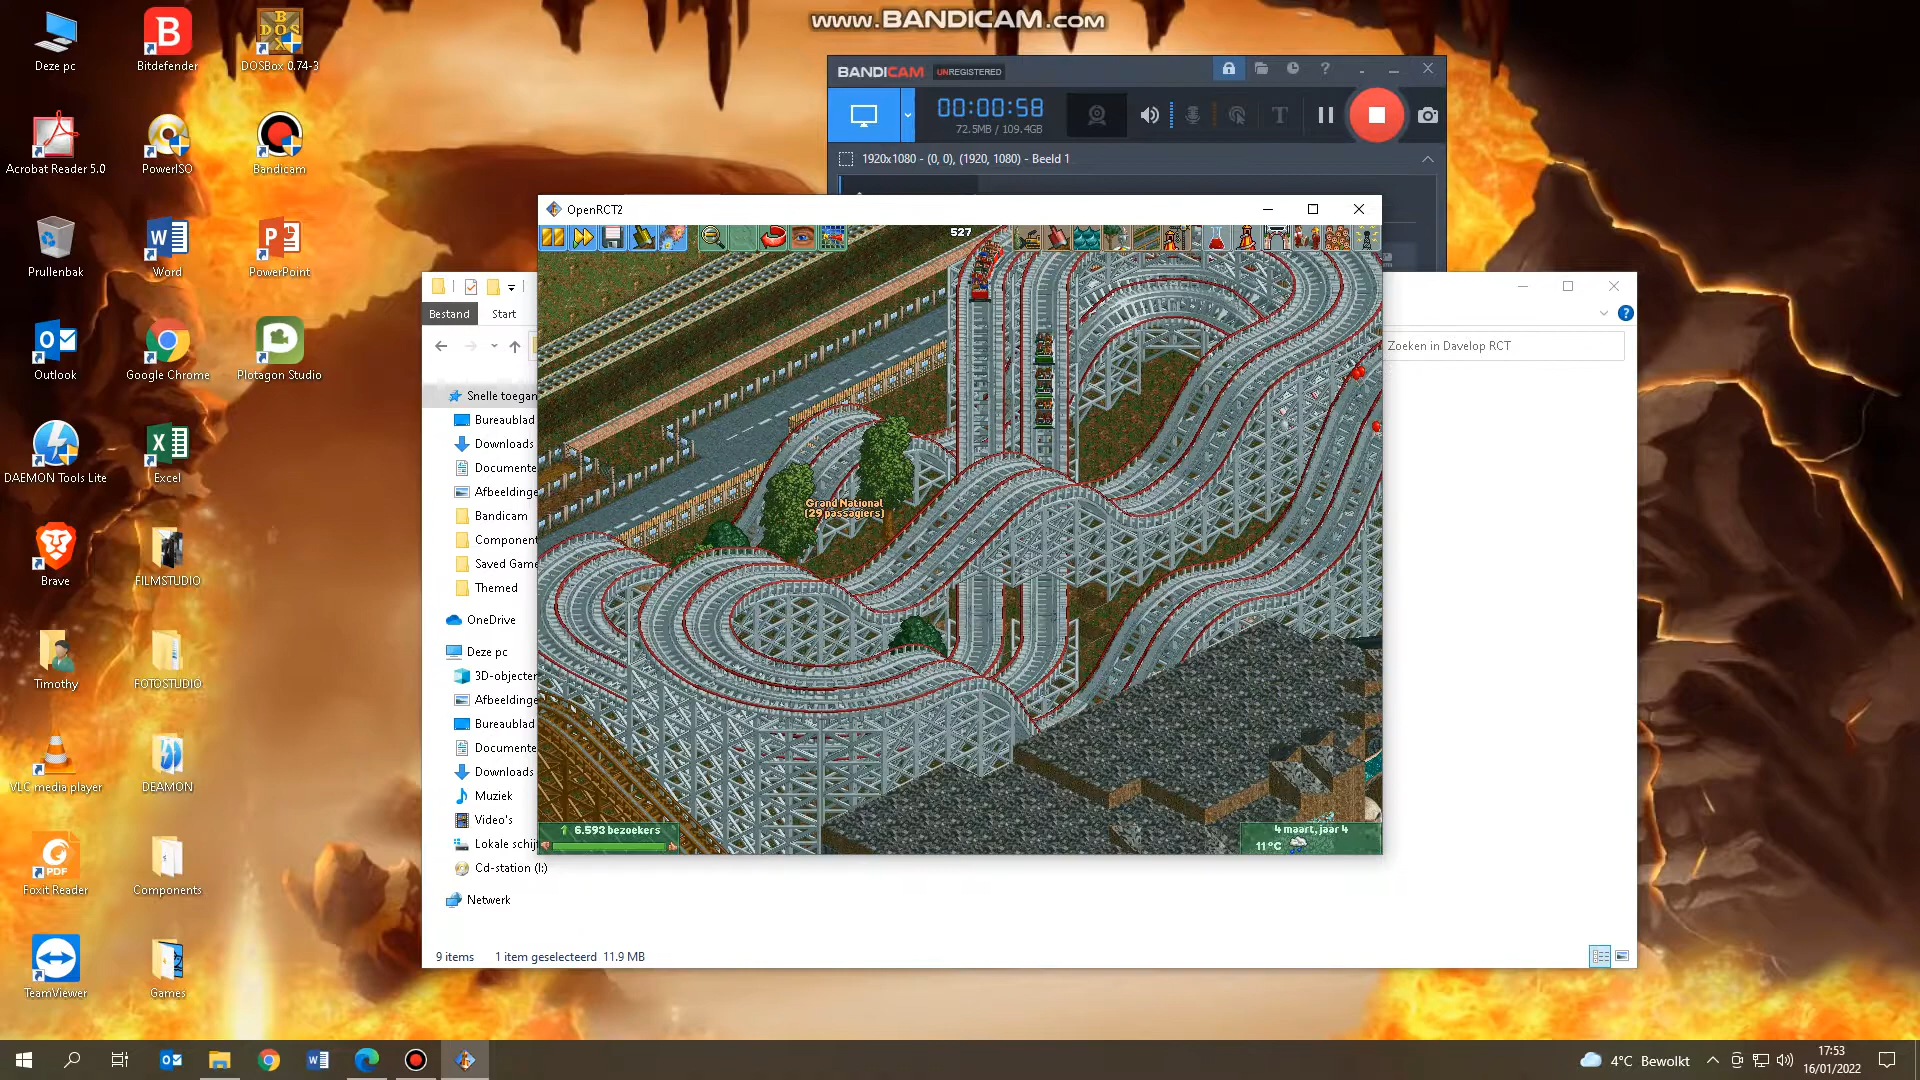 www.BANDICAM.com
Deze pc
Bitdefender
DOSBox 0.74-3
Acrobat Reader 5.0
PowerISO
Bandicam
Prullenbak
Word
PowerPoint
Outlook
Google Chrome
Plotagon Studio
DAEMON Tools Lite
Excel
Brave
FILMSTUDIO
Timothy
FOTOSTUDIO
VLC media player
DEAMON
Foxit Reader
Components
TeamViewer
Games
BANDICAM UNREGISTERED
00:00:58
72.5MB / 109.4GB
1920x1080 - (0, 0), (1920, 1080) - Beeld 1
OpenRCT2
527
Grand National
(29 passagiers)
6.593 bezoekers
4 maart, jaar 4
11°C
Bestand
Start
Zoeken in Davelop RCT
Snelle toegan
Bureaublad
Downloads
Documente
Afbeeldinge
Bandicam
Component
Saved Game
Themed
OneDrive
Deze pc
3D-objecter
Afbeeldinge
Bureaublad
Documente
Downloads
Muziek
Video's
Lokale schij
Cd-station (I:)
Netwerk
9 items
1 item geselecteerd 11.9 MB
4°C Bewolkt
17:53
16/01/2022